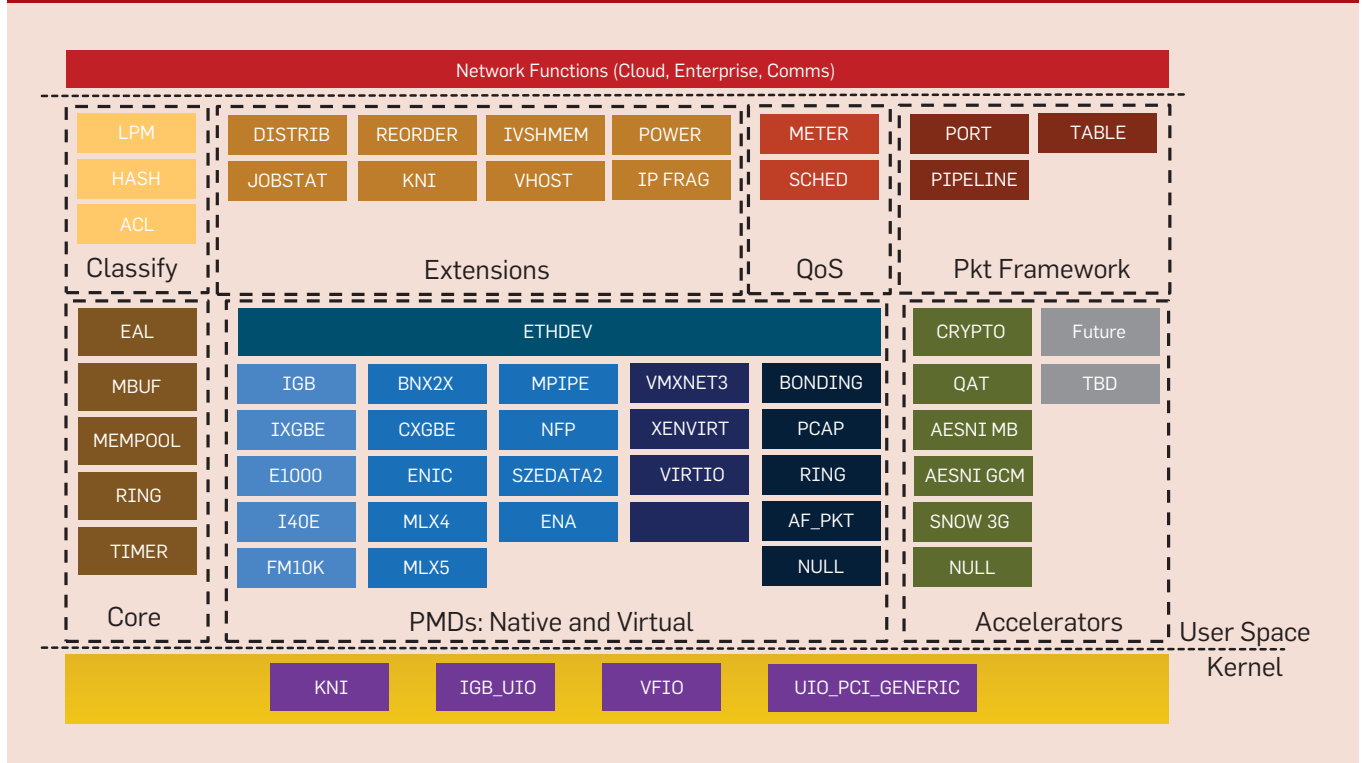 Network Functions (Cloud, Enterprise, Comms)
LPM
HASH
ACL
Classify
DISTRIB REORDER IVSHMEM POWER
JOBSTAT KNI VHOST IP FRAG
Extensions
METER
SCHED
QoS
PORT TABLE
PIPELINE
Pkt Framework
EAL
MBUF
MEMPOOL
RING
TIMER
Core
ETHDEV
IGB BNX2X MPIPE VMXNET3 BONDING
IXGBE CXGBE NFP XENVIRT PCAP
E1000 ENIC SZEDATA2 VIRTIO RING
I40E MLX4 ENA AF_PKT
FM10K MLX5 NULL
PMDs: Native and Virtual
CRYPTO Future
QAT TBD
AESNI MB
AESNI GCM
SNOW 3G
NULL
Accelerators
User Space
Kernel
KNI IGB_UIO VFIO UIO_PCI_GENERIC